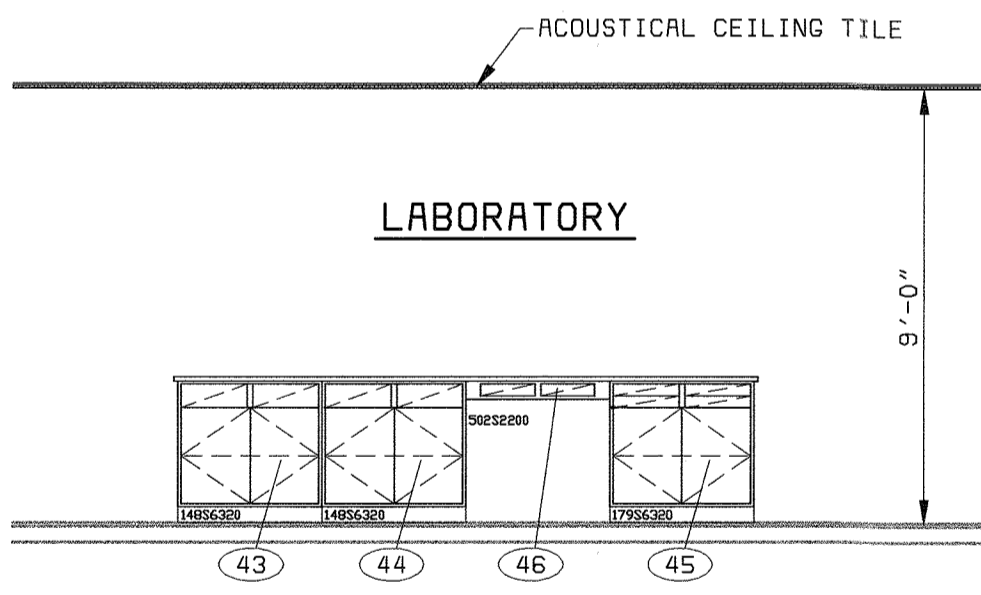 ACOUSTICAL CEILING TILE
LABORATORY
9'-0"
502S2200
148S6320
148S6320
179S6320
43
44
46
45